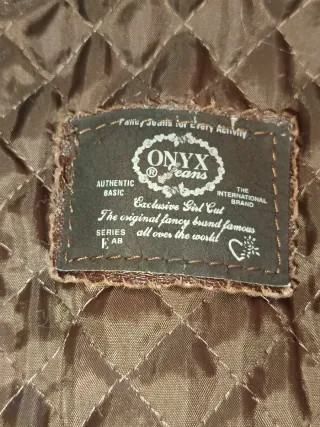 Fancy Jeans for Every Activity
ONYX
® Jeans
AUTHENTIC
BASIC
THE
INTERNATIONAL
BRAND
Exclusive Girl Cut
The original fancy brand famous
all over the world
SERIES
E AB